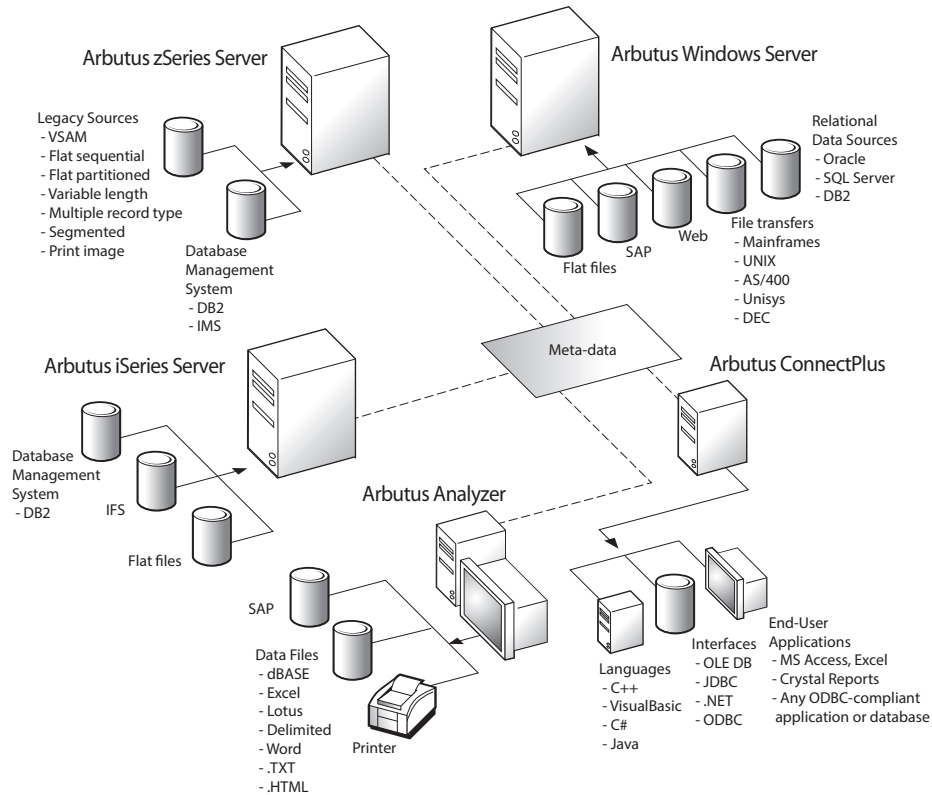 Arbutus zSeries Server
Legacy Sources
- VSAM
- Flat sequential
- Flat partitioned
- Variable length
- Multiple record type
- Segmented
- Print image
Database
Management
System
- DB2
- IMS
Arbutus Windows Server
Relational
Data Sources
- Oracle
- SQL Server
- DB2
File transfers
- Mainframes
- UNIX
- AS/400
- Unisys
- DEC
Web
SAP
Flat files
Meta-data
Arbutus iSeries Server
Database
Management
System
- DB2
IFS
Flat files
Arbutus ConnectPlus
Arbutus Analyzer
SAP
Data Files
- dBASE
- Excel
- Lotus
- Delimited
- Word
- .TXT
- .HTML
Printer
Languages
- C++
- VisualBasic
- C#
- Java
Interfaces
- OLE DB
- JDBC
- .NET
- ODBC
End-User
Applications
- MS Access, Excel
- Crystal Reports
- Any ODBC-compliant
application or database